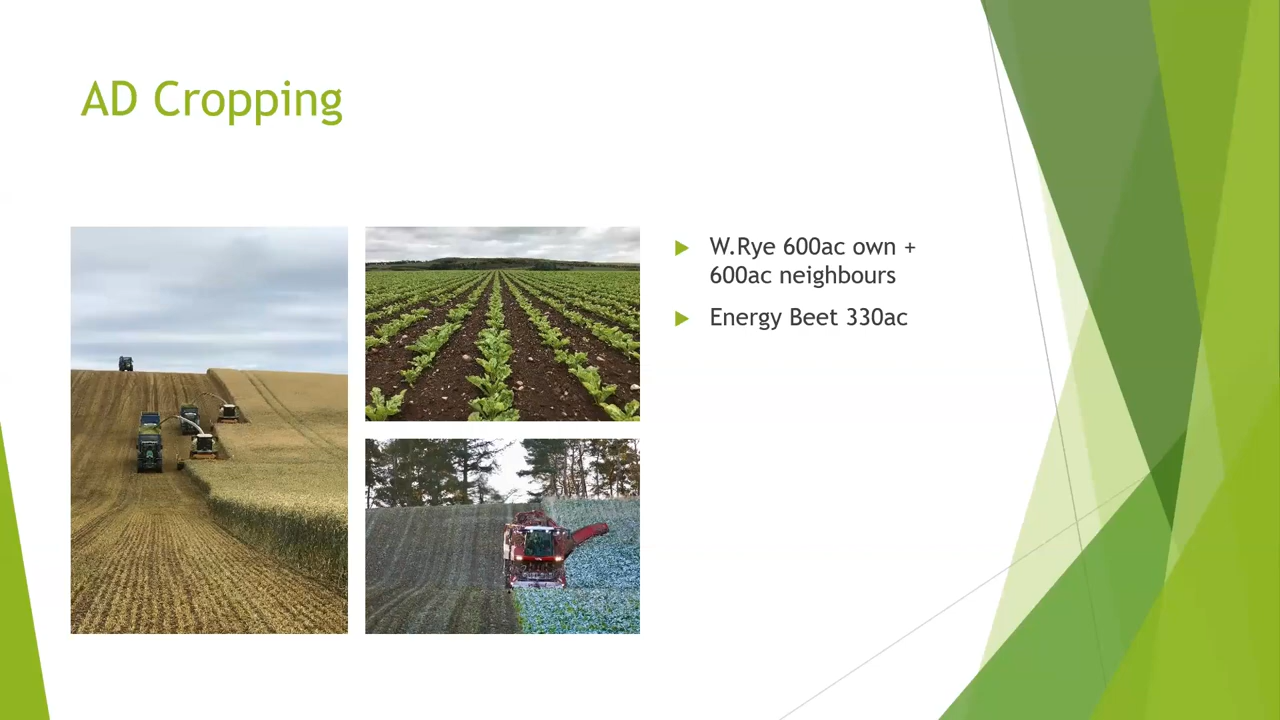 AD Cropping
W.Rye 600ac own +
600ac neighbours
Energy Beet 330ac